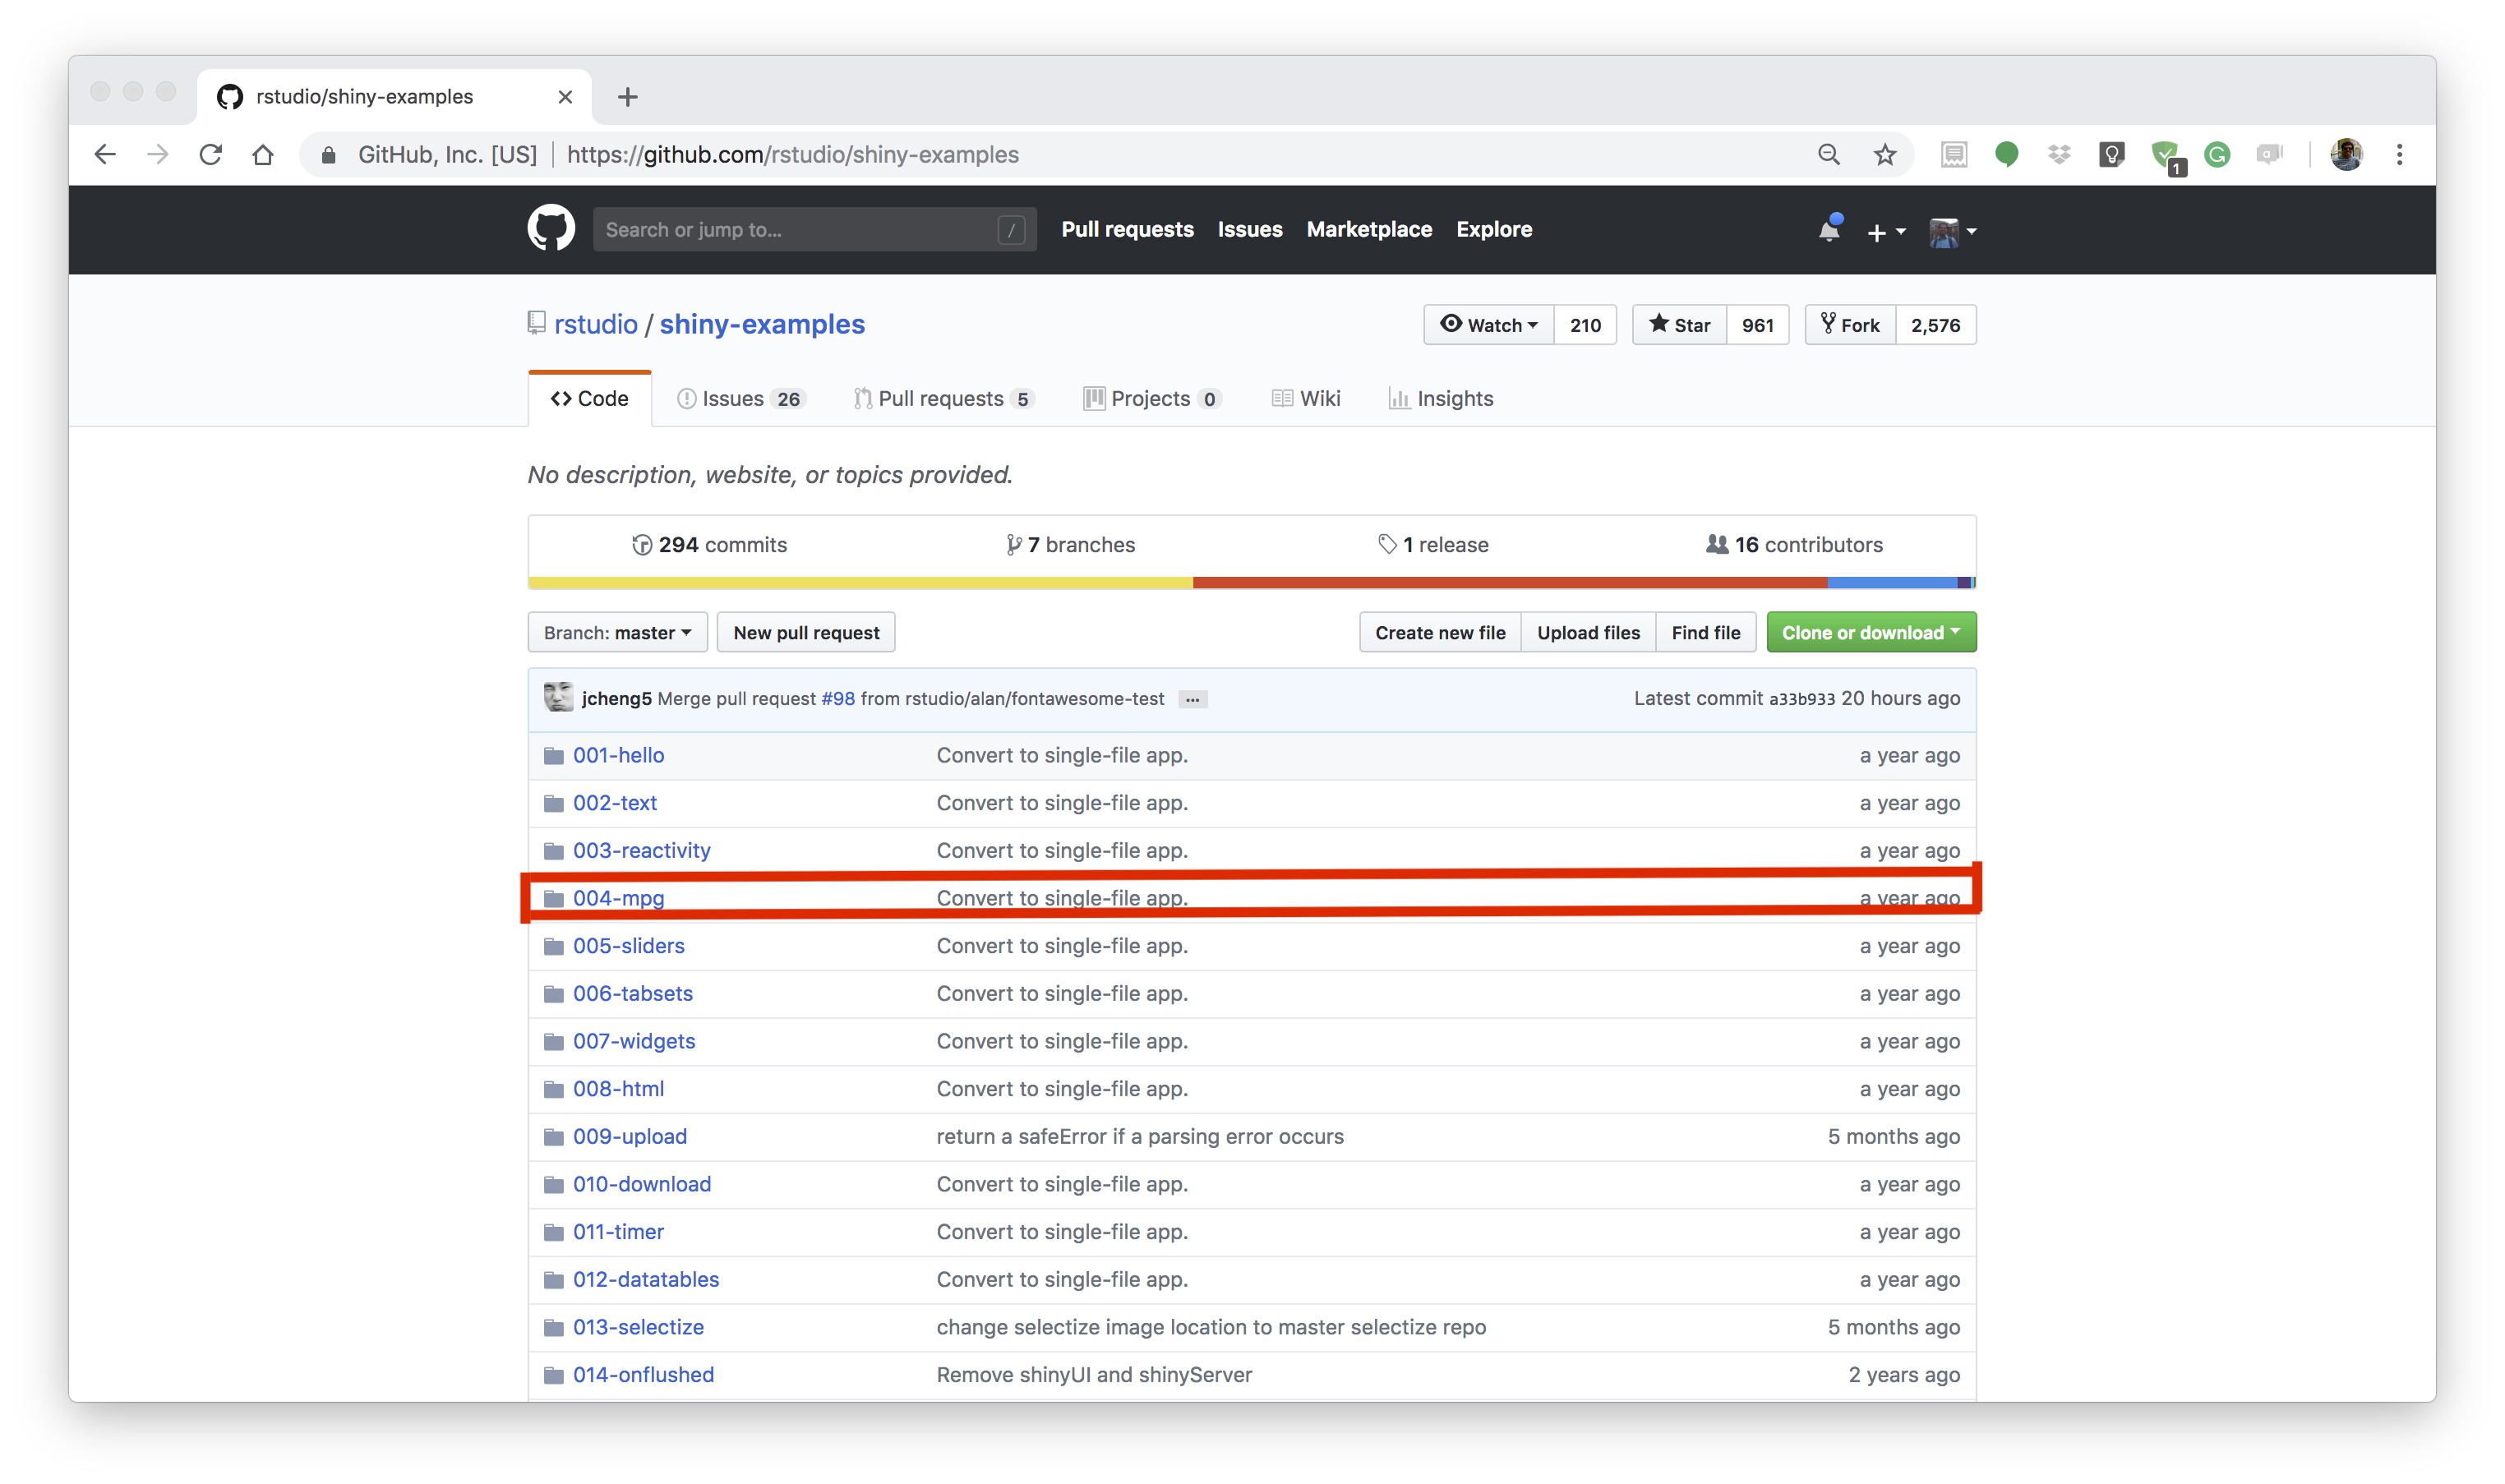 rstudio/shiny-examples
GitHub, Inc. [US] https://github.com/rstudio/shiny-examples
1
Search or jump to... /
Pull requests Issues Marketplace Explore
rstudio / shiny-examples
Watch 210 Star 961 Fork 2,576
Code Issues 26 Pull requests 5 Projects 0 Wiki Insights
No description, website, or topics provided.
294 commits 7 branches 1 release 16 contributors
Branch: master New pull request Create new file Upload files Find file Clone or download
jcheng5 Merge pull request #98 from rstudio/alan/fontawesome-test ... Latest commit a33b933 20 hours ago
001-hello Convert to single-file app. a year ago
002-text Convert to single-file app. a year ago
003-reactivity Convert to single-file app. a year ago
004-mpg Convert to single-file app. a year ago
005-sliders Convert to single-file app. a year ago
006-tabsets Convert to single-file app. a year ago
007-widgets Convert to single-file app. a year ago
008-html Convert to single-file app. a year ago
009-upload return a safeError if a parsing error occurs 5 months ago
010-download Convert to single-file app. a year ago
011-timer Convert to single-file app. a year ago
012-datatables Convert to single-file app. a year ago
013-selectize change selectize image location to master selectize repo 5 months ago
014-onflushed Remove shinyUI and shinyServer 2 years ago